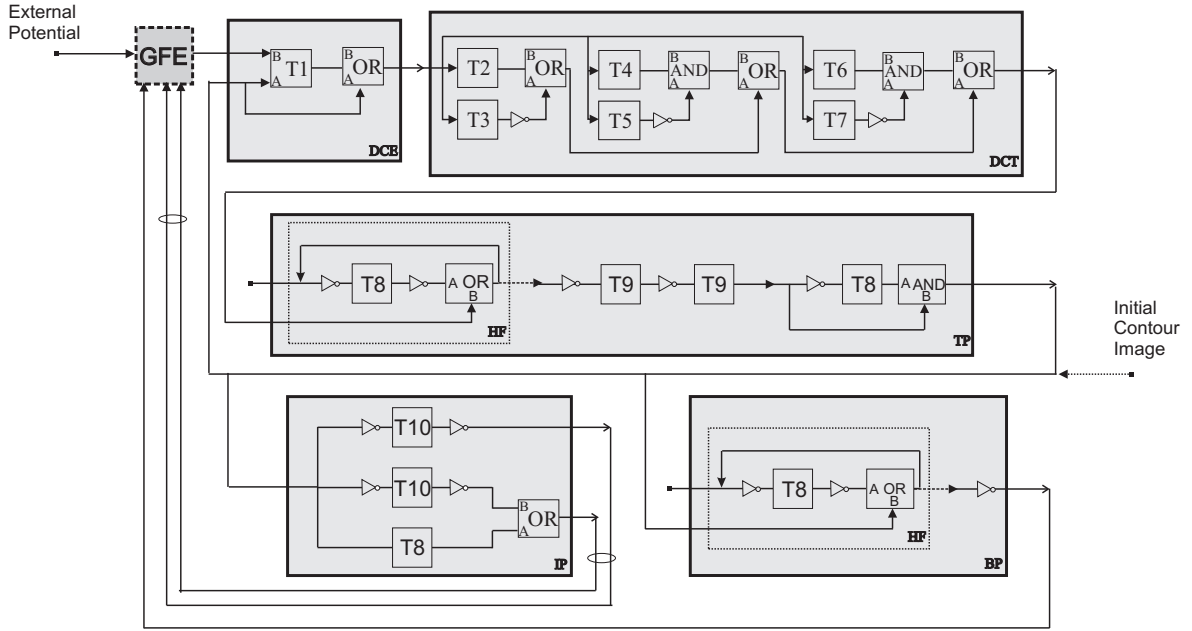 External
Potential
GFE
B
A
T1
B
A
OR
DCE
T2
B
A
OR
T3
T4
B
A
AND
T5
B
A
OR
T6
B
A
AND
T7
B
A
OR
DCT
T8
A OR
B
HF
T9
T9
T8
A AND
B
TP
Initial
Contour
Image
T10
T10
T8
B
A
OR
IP
T8
A OR
B
HF
BP